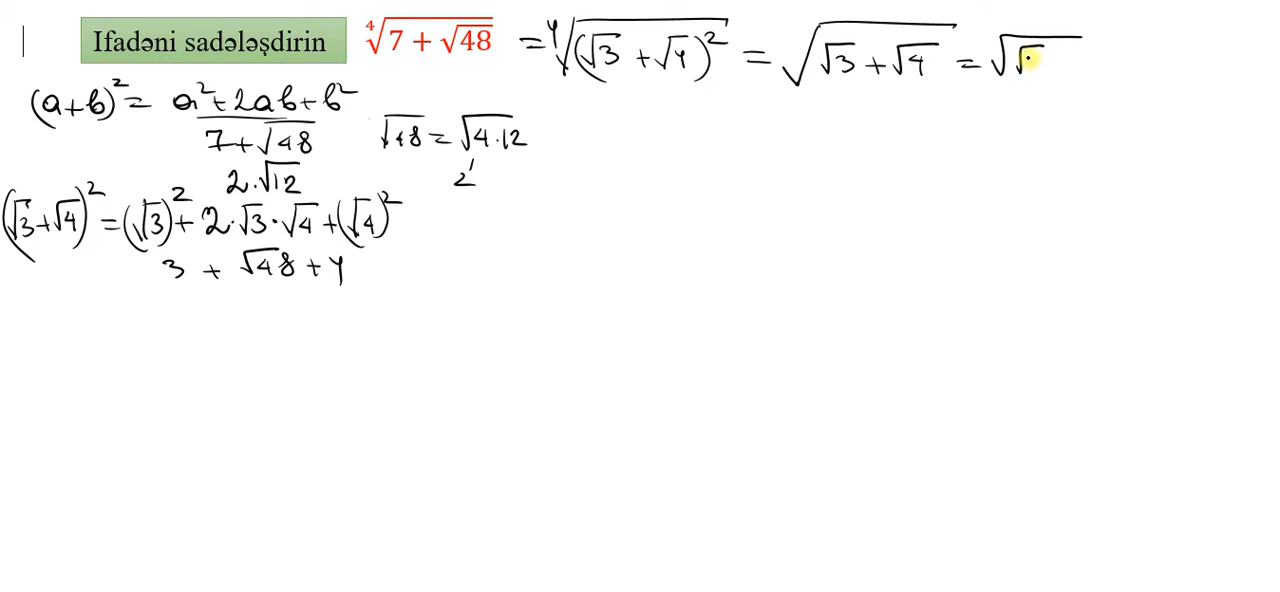 Ifadəni sadələşdirin ⁴√(7 + √48) = ⁴√((√3 + √4)²) = √(√3 + √4) = √(√
(a+b)² = a² + 2ab + b²
7+√48 √48 = √4·12
2·√12 2
(√3+√4)² = (√3)² + 2·√3·√4 + (√4)²
3 + √48 + 4